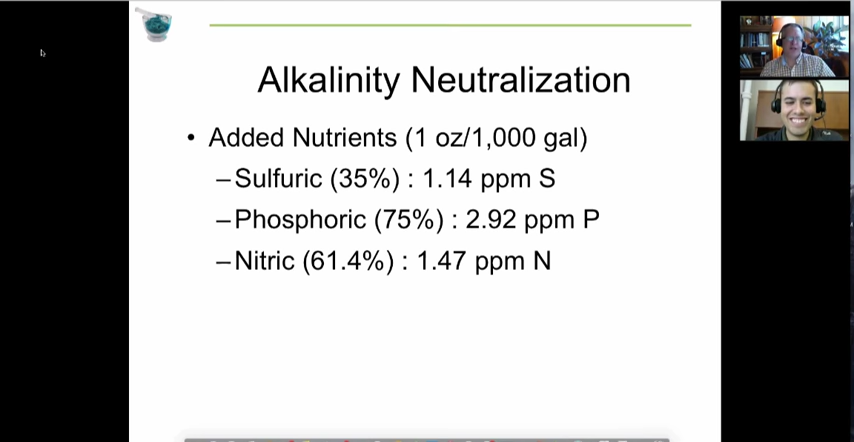 Alkalinity Neutralization
• Added Nutrients (1 oz/1,000 gal)
–Sulfuric (35%) : 1.14 ppm S
–Phosphoric (75%) : 2.92 ppm P
–Nitric (61.4%) : 1.47 ppm N